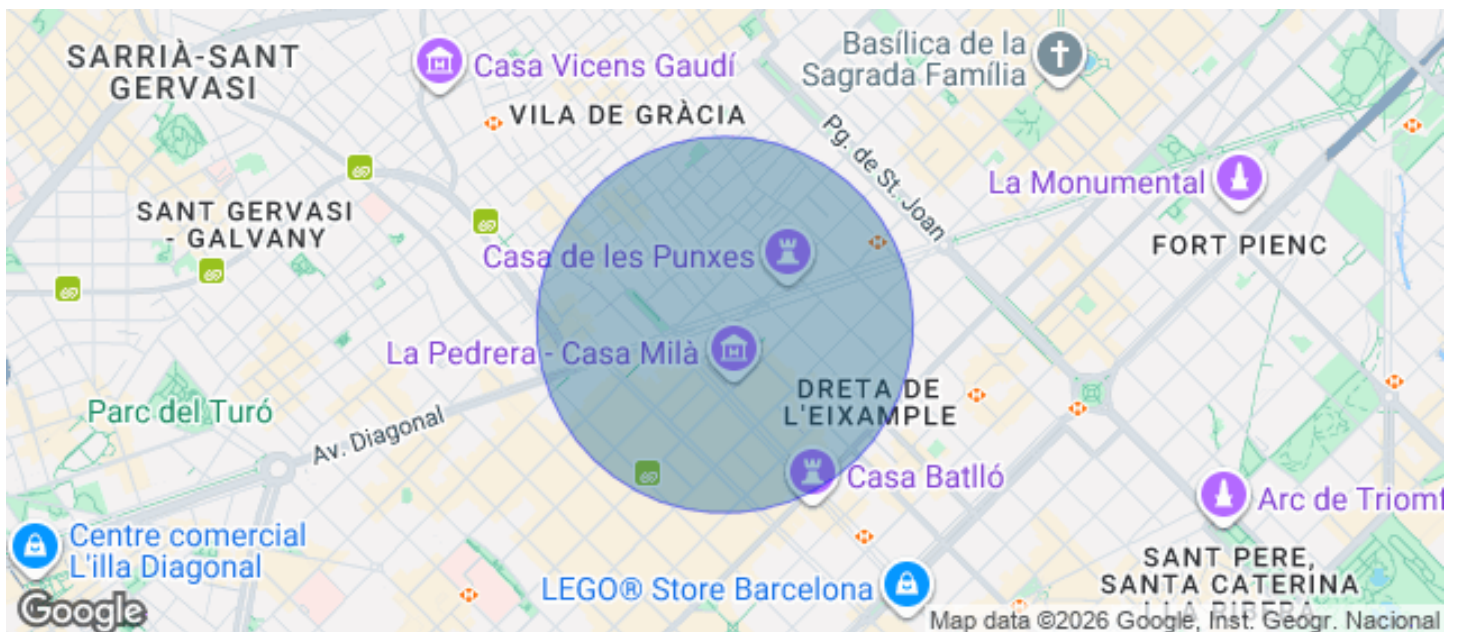 SARRIÀ-SANT
GERVASI
Casa Vicens Gaudí
Basílica de la
Sagrada Família
VILA DE GRÀCIA
Pg. de St. Joan
La Monumental
SANT GERVASI
- GALVANY
FORT PIENC
Casa de les Punxes
La Pedrera - Casa Milà
DRETA DE
L'EIXAMPLE
Parc del Turó
Av. Diagonal
Casa Batlló
Arc de Triomf
Centre comercial
L'illa Diagonal
SANT PERE,
SANTA CATERINA
I LA RIBERA
LEGO® Store Barcelona
Google
Map data ©2026 Google, Inst. Geogr. Nacional